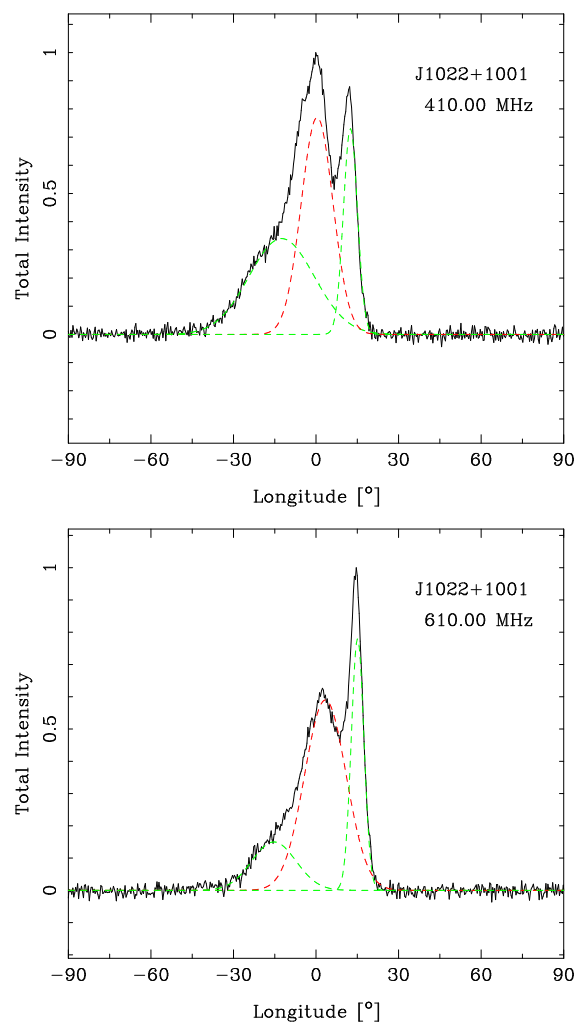 1
J1022+1001
410.00 MHz
0.5
Total Intensity
0
−90 −60 −30 0 30 60 90
Longitude [°]
1
J1022+1001
610.00 MHz
0.5
Total Intensity
0
−90 −60 −30 0 30 60 90
Longitude [°]